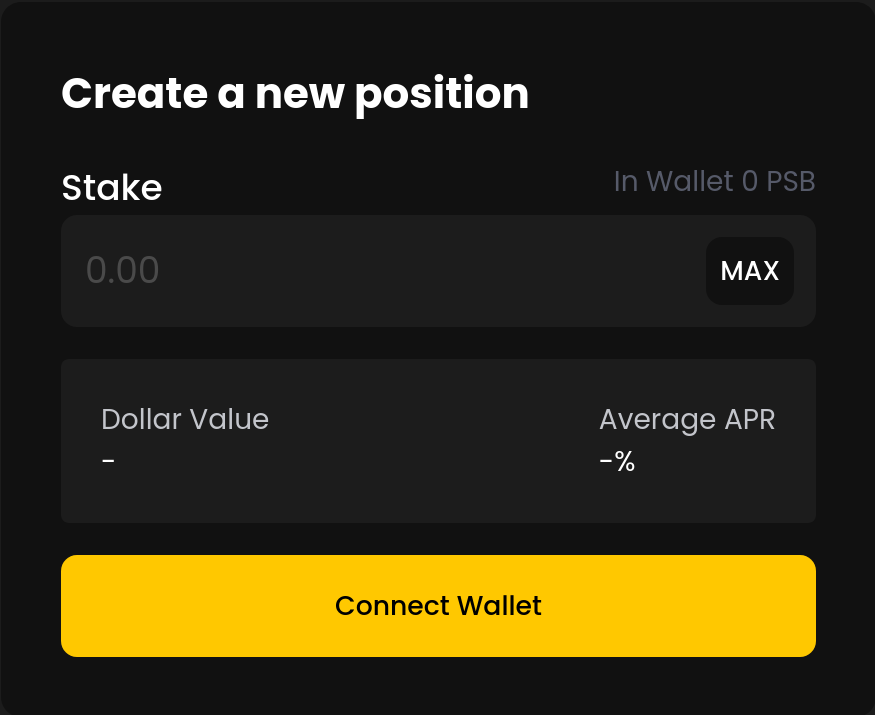 Create a new position
Stake
In Wallet 0 PSB
0.00
MAX
Dollar Value
Average APR
-
-%
Connect Wallet